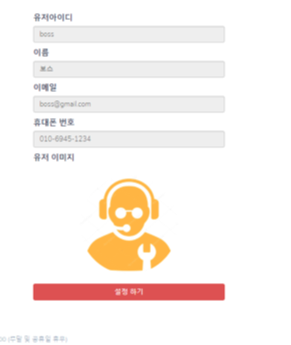 유저아이디
boss
이름
보스
이메일
boss@gmail.com
휴대폰 번호
010-8945-1234
유저 이미지
설정 하기